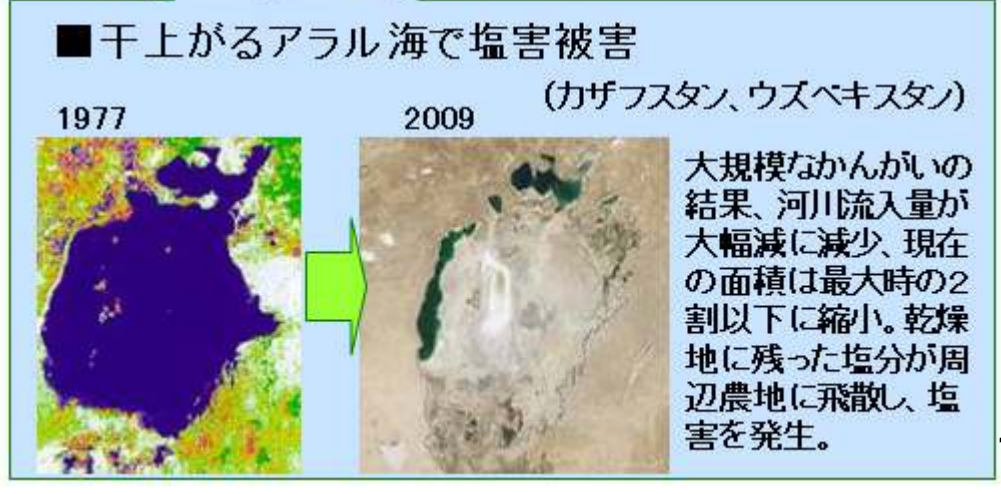 ■干上がるアラル海で塩害被害
(カザフスタン、ウズベキスタン)
1977
2009
大規模なかんがいの
結果、河川流入量が
大幅減に減少、現在
の面積は最大時の2
割以下に縮小。乾燥
地に残った塩分が周
辺農地に飛散し、塩
害を発生。